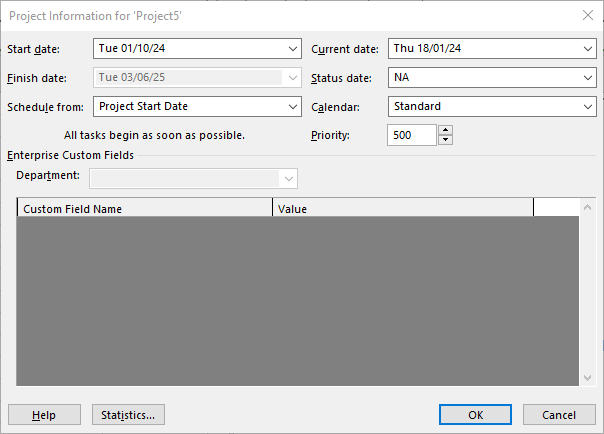 Project Information for 'Project5'
Start date: Tue 01/10/24 Current date: Thu 18/01/24
Finish date: Tue 03/06/25 Status date: NA
Schedule from: Project Start Date Calendar: Standard
All tasks begin as soon as possible. Priority: 500
Enterprise Custom Fields
Department:
Custom Field Name Value
Help Statistics... OK Cancel